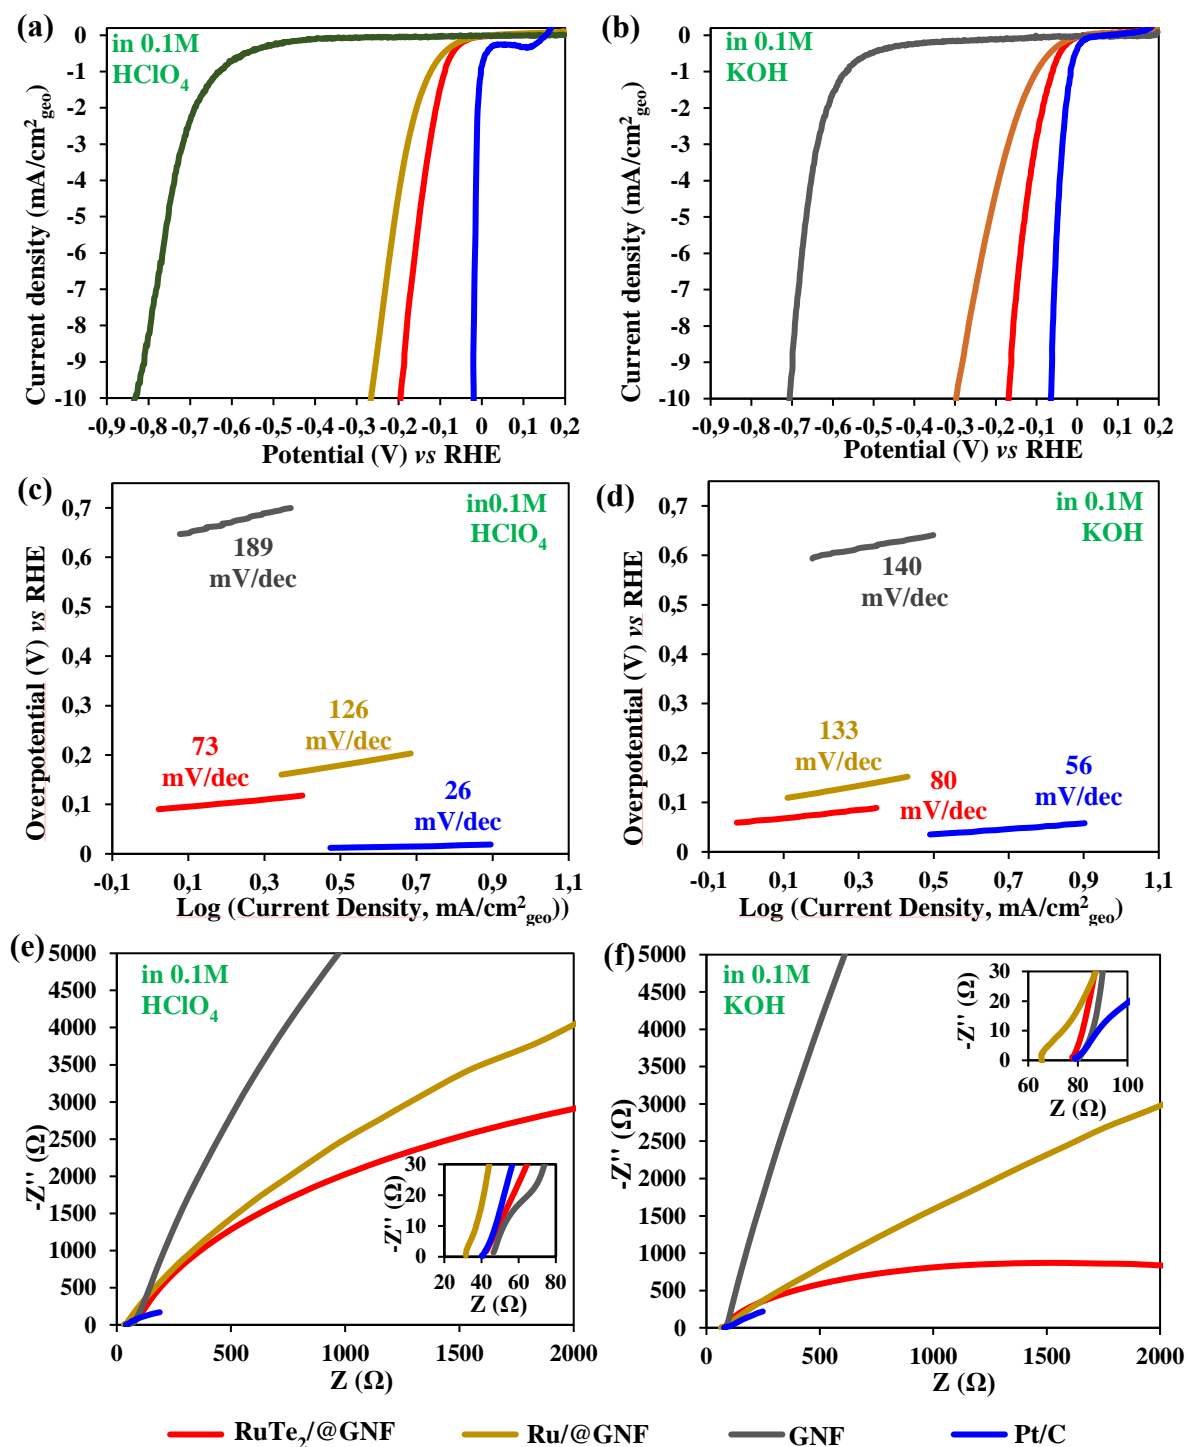 (a)
in 0.1M
HClO4
0
-1
-2
-3
-4
-5
-6
-7
-8
-9
-10
Current density (mA/cm²geo)
-0,9 -0,8 -0,7 -0,6 -0,5 -0,4 -0,3 -0,2 -0,1 0 0,1 0,2
Potential (V) vs RHE
(b)
in 0.1M
KOH
0
-1
-2
-3
-4
-5
-6
-7
-8
-9
-10
Current density (mA/cm²geo)
-0,9 -0,8 -0,7 -0,6 -0,5 -0,4 -0,3 -0,2 -0,1 0 0,1 0,2
Potential (V) vs RHE
(c)
in0.1M
HClO4
0,7
0,6
0,5
0,4
0,3
0,2
0,1
0
Overpotential (V) vs RHE
189
mV/dec
126
mV/dec
73
mV/dec
26
mV/dec
-0,1 0,1 0,3 0,5 0,7 0,9 1,1
Log (Current Density, mA/cm²geo))
(d)
in 0.1M
KOH
0,7
0,6
0,5
0,4
0,3
0,2
0,1
0
Overpotential (V) vs RHE
140
mV/dec
133
mV/dec
80
mV/dec
56
mV/dec
-0,1 0,1 0,3 0,5 0,7 0,9 1,1
Log (Current Density, mA/cm²geo)
(e)
in 0.1M
HClO4
5000
4500
4000
3500
3000
2500
2000
1500
1000
500
0
-Z'' (Ω)
30
20
10
0
-Z'' (Ω)
20 40 60 80
Z (Ω)
0 500 1000 1500 2000
Z (Ω)
(f)
in 0.1M
KOH
5000
4500
4000
3500
3000
2500
2000
1500
1000
500
0
-Z'' (Ω)
30
20
10
0
-Z'' (Ω)
60 80 100
Z (Ω)
0 500 1000 1500 2000
Z (Ω)
RuTe2/@GNF Ru/@GNF GNF Pt/C